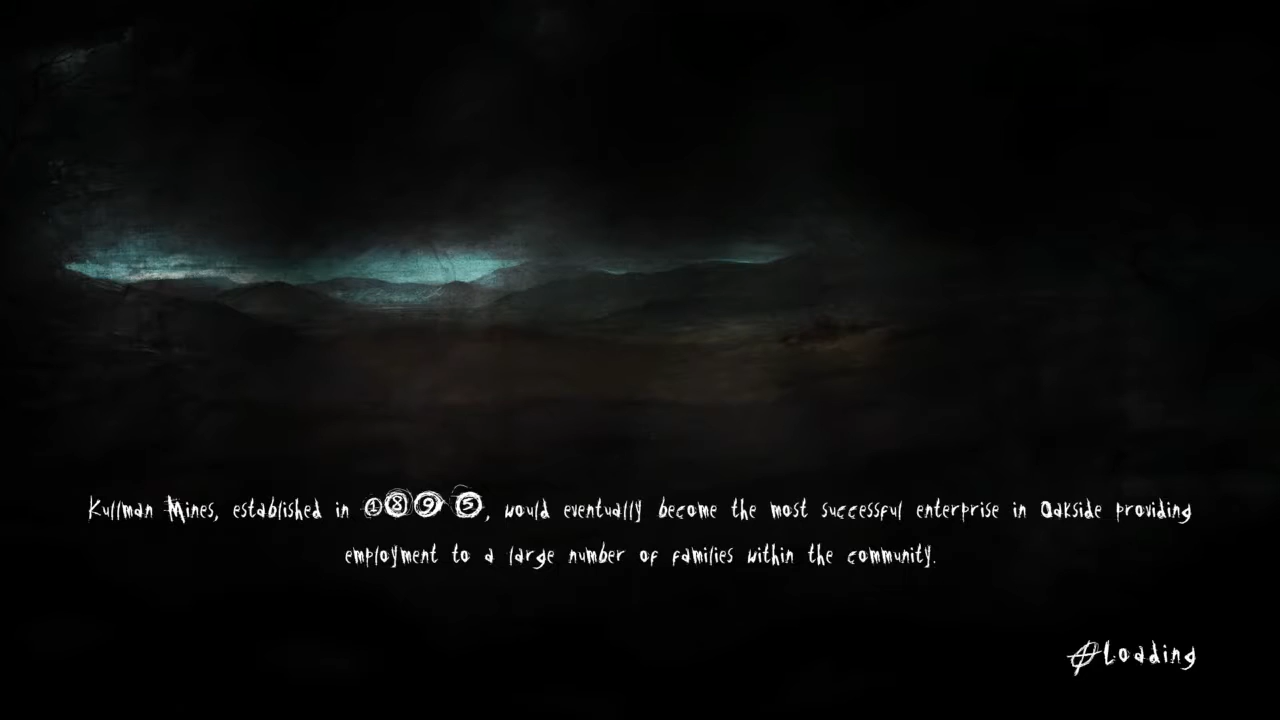 Kullman Mines, established in 1895, would eventually become the most successful enterprise in Oakside providing
employment to a large number of families within the community.
Loading